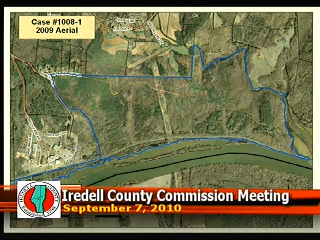 Case #1008-1
2009 Aerial
Iredell County Commission Meeting
September 7, 2010